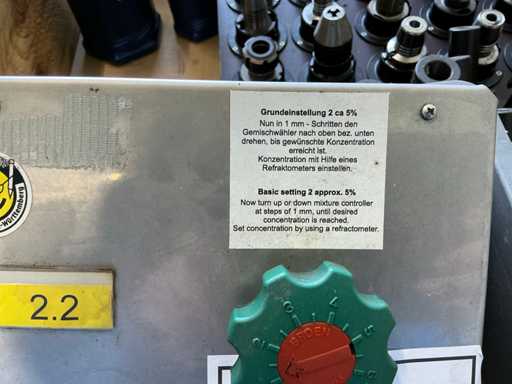 Grundeinstellung 2 ca 5%
Nun in 1 mm - Schritten den
Gemischwähler nach oben bez. unten
drehen, bis gewünschte Konzentration
erreicht ist.
Konzentration mit Hilfe eines
Refraktometers einstellen.
Basic setting 2 approx. 5%
Now turn up or down mixture controller
at steps of 1 mm, until desired
concentration is reached.
Set concentration by using a refractometer.
-Württemberg
2.2